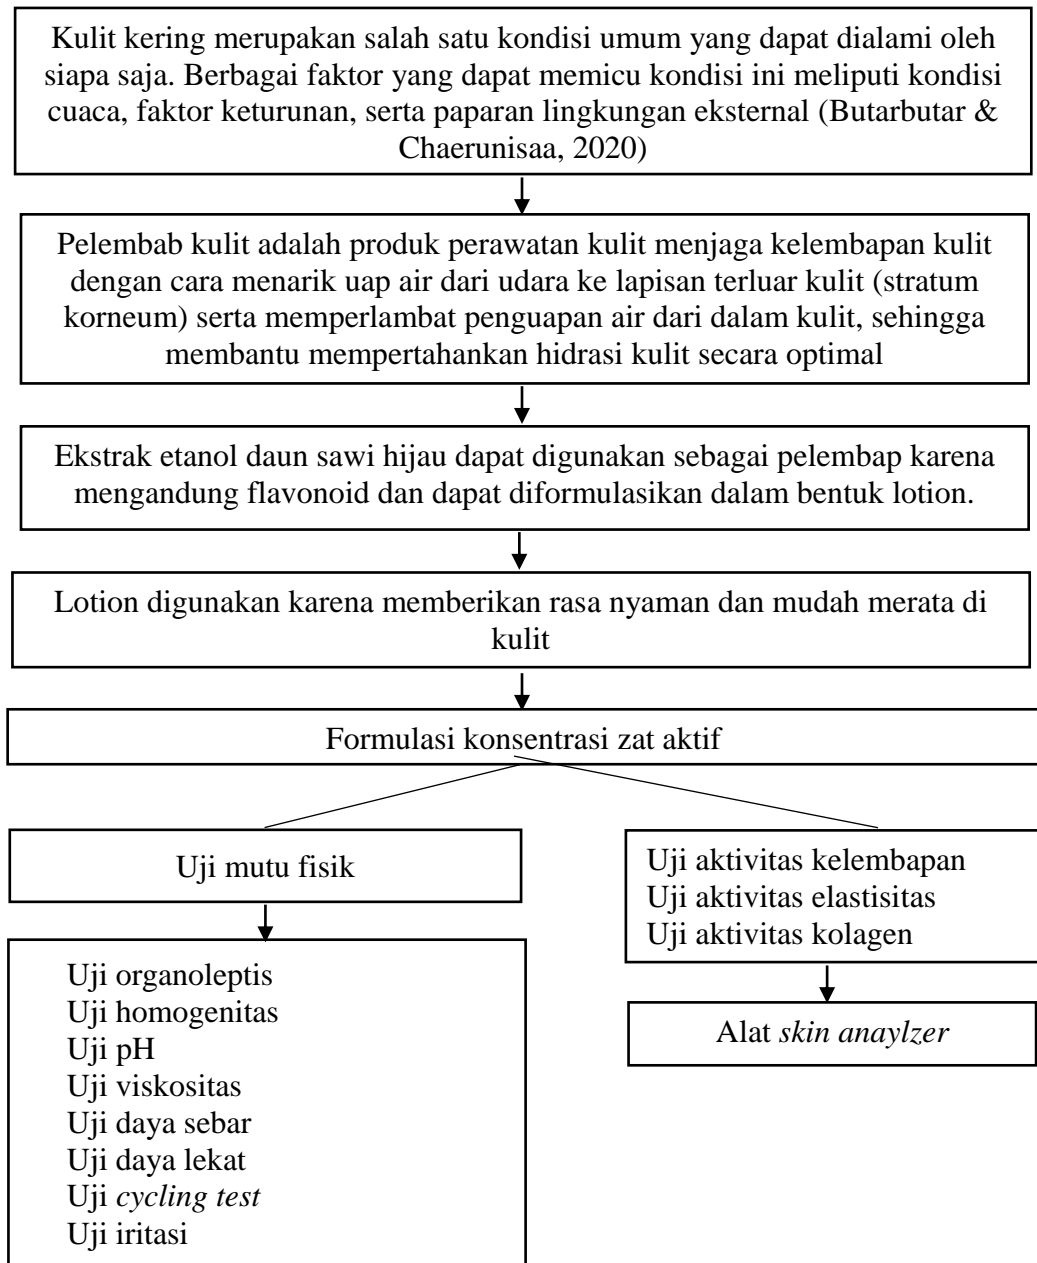 Kulit kering merupakan salah satu kondisi umum yang dapat dialami oleh
siapa saja. Berbagai faktor yang dapat memicu kondisi ini meliputi kondisi
cuaca, faktor keturunan, serta paparan lingkungan eksternal (Butarbutar &
Chaerunisaa, 2020)
Pelembab kulit adalah produk perawatan kulit menjaga kelembapan kulit
dengan cara menarik uap air dari udara ke lapisan terluar kulit (stratum
korneum) serta memperlambat penguapan air dari dalam kulit, sehingga
membantu mempertahankan hidrasi kulit secara optimal
Ekstrak etanol daun sawi hijau dapat digunakan sebagai pelembap karena
mengandung flavonoid dan dapat diformulasikan dalam bentuk lotion.
Lotion digunakan karena memberikan rasa nyaman dan mudah merata di
kulit
Formulasi konsentrasi zat aktif
Uji mutu fisik
Uji organoleptis
Uji homogenitas
Uji pH
Uji viskositas
Uji daya sebar
Uji daya lekat
Uji cycling test
Uji iritasi
Uji aktivitas kelembapan
Uji aktivitas elastisitas
Uji aktivitas kolagen
Alat skin anaylzer